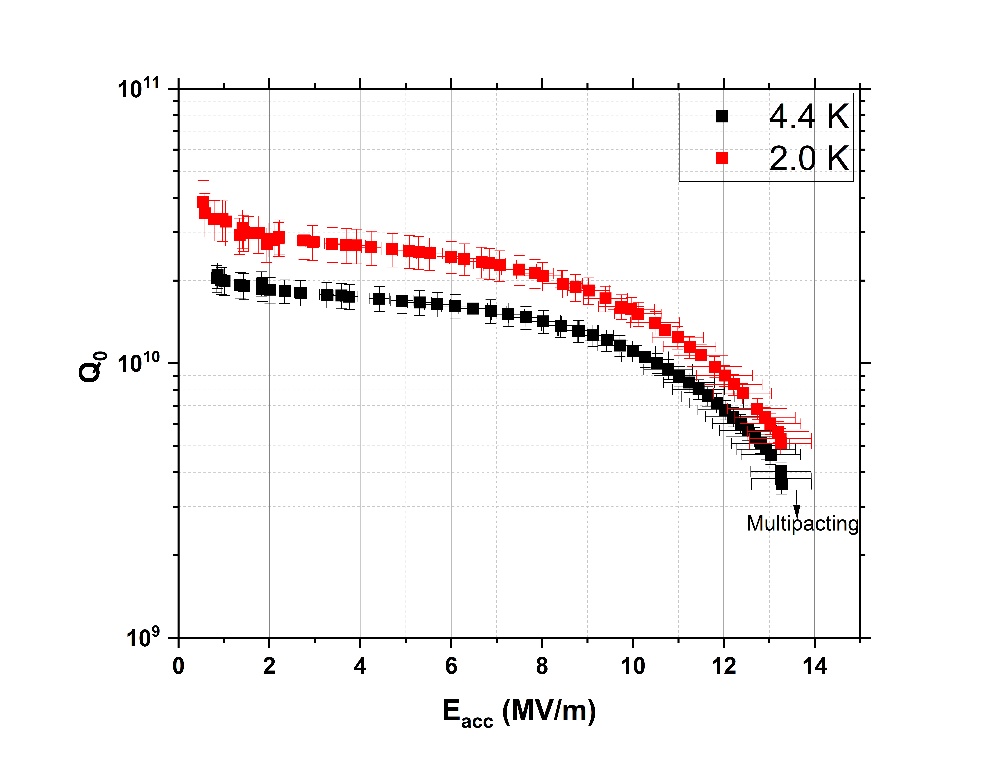 10¹¹
4.4 K
2.0 K
Q₀
10¹⁰
Multipacting
10⁹
0 2 4 6 8 10 12 14
E_acc (MV/m)